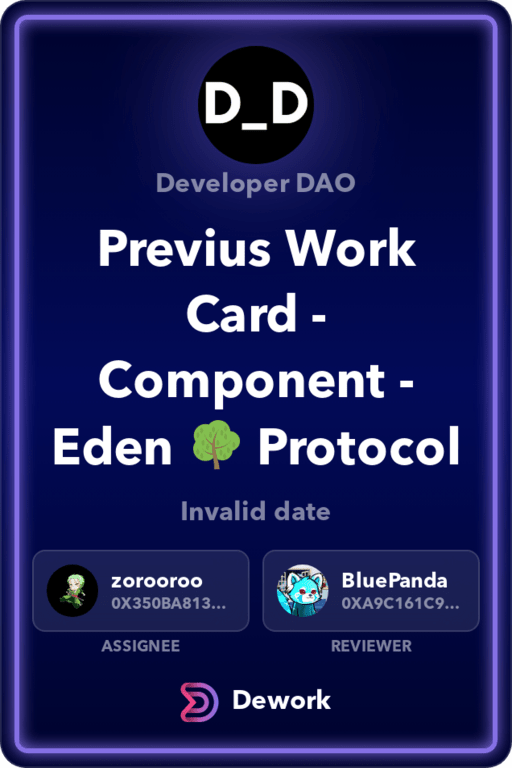 D_D
Developer DAO
Previus Work
Card -
Component -
Eden 🌳 Protocol
Invalid date
zorooroo
0X350BA813...
BluePanda
0XA9C161C9...
ASSIGNEE
REVIEWER
Dework